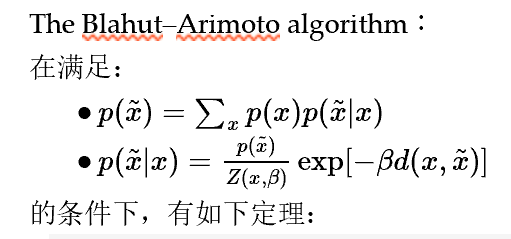 The Blahut–Arimoto algorithm：
在满足：
• p(x̃) = ∑ₓ p(x)p(x̃|x)
• p(x̃|x) = p(x̃)/Z(x,β) exp[−βd(x, x̃)]
的条件下，有如下定理：